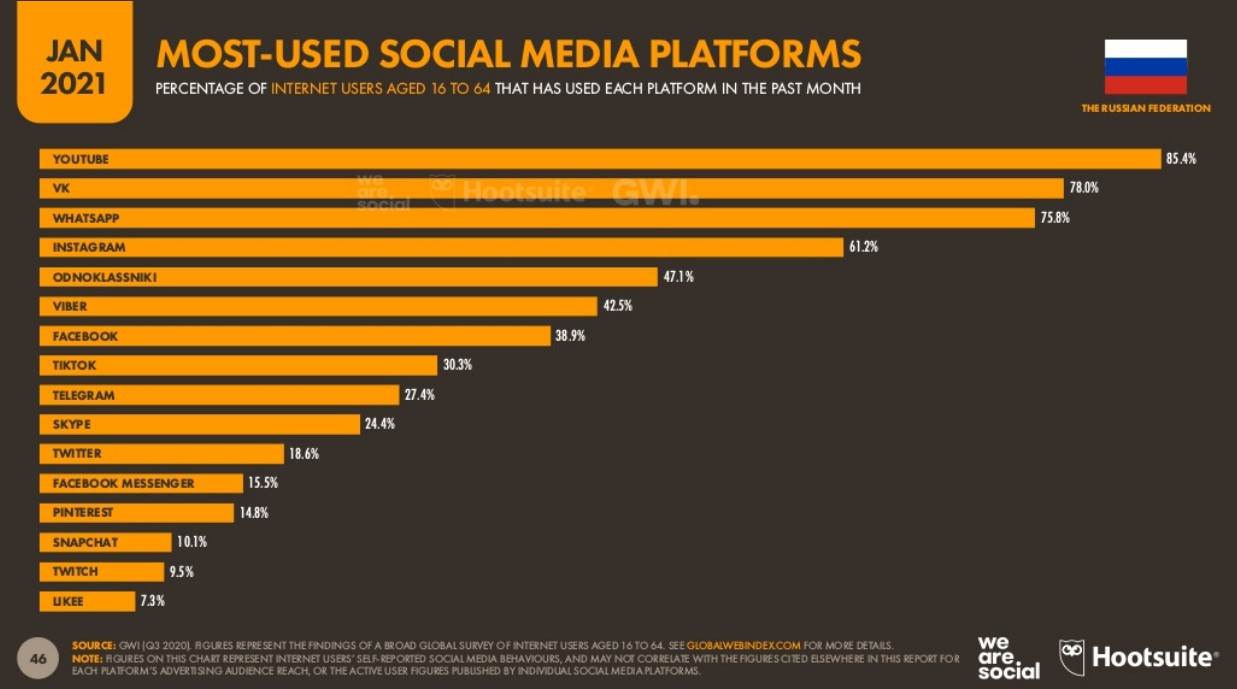 JAN
2021
MOST-USED SOCIAL MEDIA PLATFORMS
PERCENTAGE OF INTERNET USERS AGED 16 TO 64 THAT HAS USED EACH PLATFORM IN THE PAST MONTH
THE RUSSIAN FEDERATION
YOUTUBE 85.4%
we
are.
social
Hootsuite®
GWI.
VK 78.0%
WHATSAPP 75.8%
INSTAGRAM 61.2%
ODNOKLASSNIKI 47.1%
VIBER 42.5%
FACEBOOK 38.9%
TIKTOK 30.3%
TELEGRAM 27.4%
SKYPE 24.4%
TWITTER 18.6%
FACEBOOK MESSENGER 15.5%
PINTEREST 14.8%
SNAPCHAT 10.1%
TWITCH 9.5%
LIKEE 7.3%
46
SOURCE: GWI (Q3 2020). FIGURES REPRESENT THE FINDINGS OF A BROAD GLOBAL SURVEY OF INTERNET USERS AGED 16 TO 64. SEE GLOBALWEBINDEX.COM FOR MORE DETAILS.
NOTE: FIGURES ON THIS CHART REPRESENT INTERNET USERS' SELF-REPORTED SOCIAL MEDIA BEHAVIOURS, AND MAY NOT CORRELATE WITH THE FIGURES CITED ELSEWHERE IN THIS REPORT FOR
EACH PLATFORM'S ADVERTISING AUDIENCE REACH, OR THE ACTIVE USER FIGURES PUBLISHED BY INDIVIDUAL SOCIAL MEDIA PLATFORMS.
we
are.
social
Hootsuite®